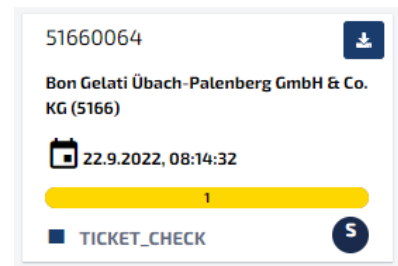 51660064
Bon Gelati Übach-Palenberg GmbH & Co.
KG (5166)
22.9.2022, 08:14:32
1
TICKET_CHECK
S